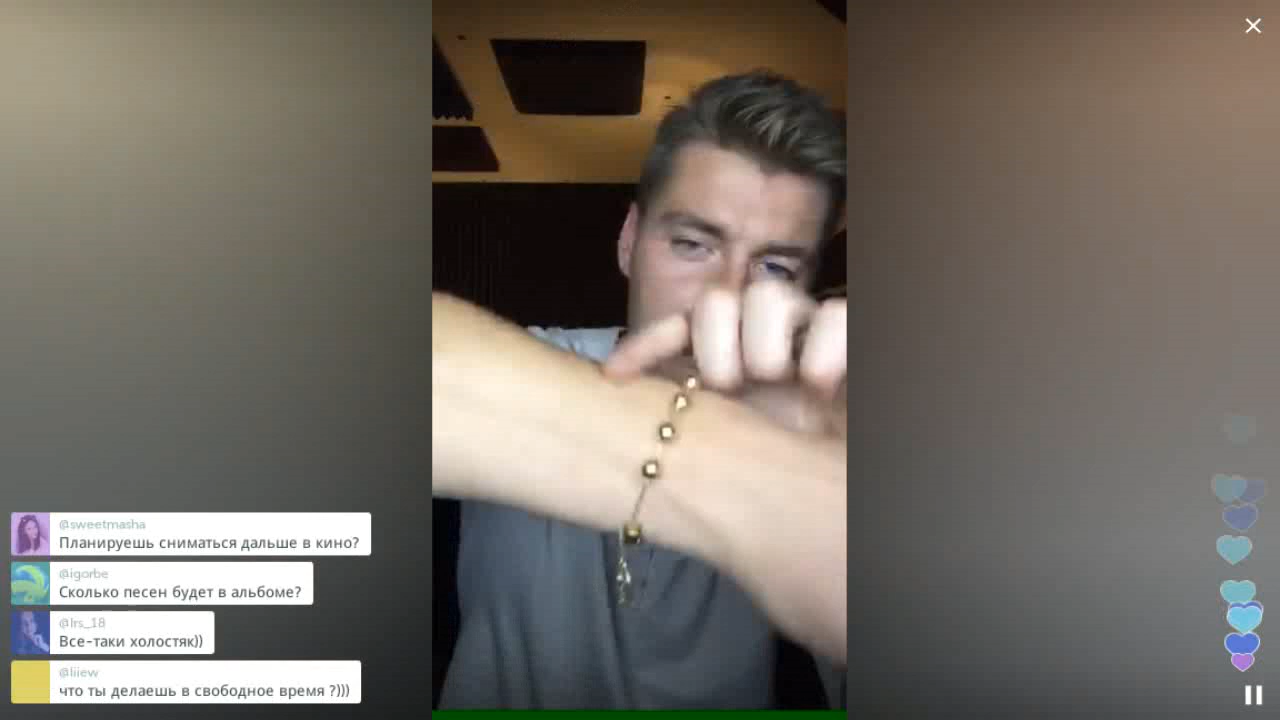 @sweetmasha
Планируешь сниматься дальше в кино?
@igorbe
Сколько песен будет в альбоме?
@lrs_18
Все-таки холостяк))
@liiew
что ты делаешь в свободное время ?)))